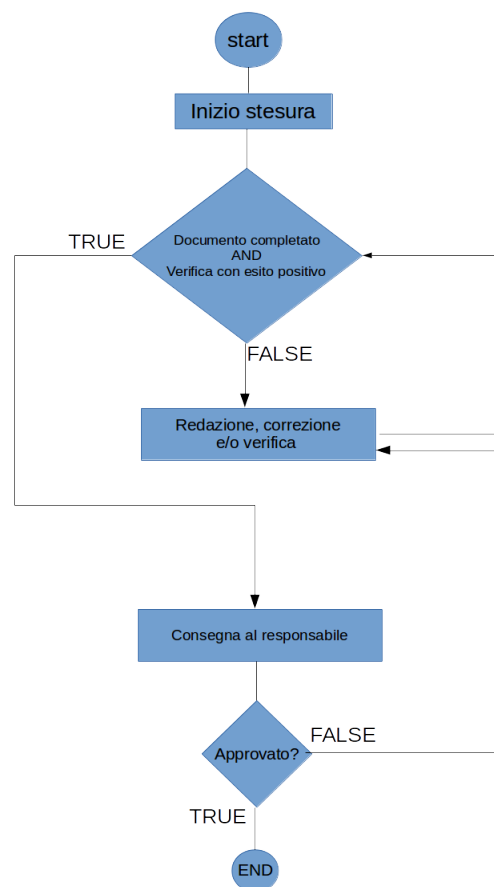 start
Inizio stesura
TRUE
Documento completato
AND
Verifica con esito positivo
FALSE
Redazione, correzione
e/o verifica
Consegna al responsabile
Approvato?
FALSE
TRUE
END